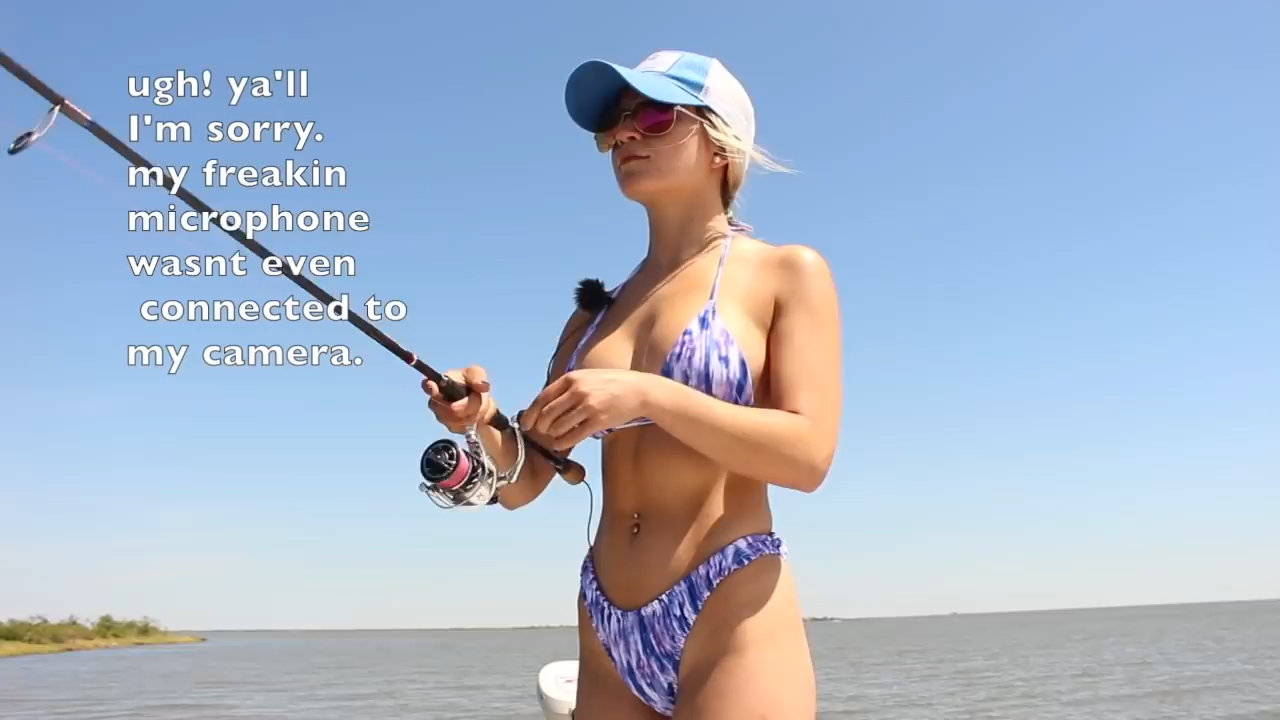 ugh! ya'll
I'm sorry.
my freakin
microphone
wasnt even
connected to
my camera.